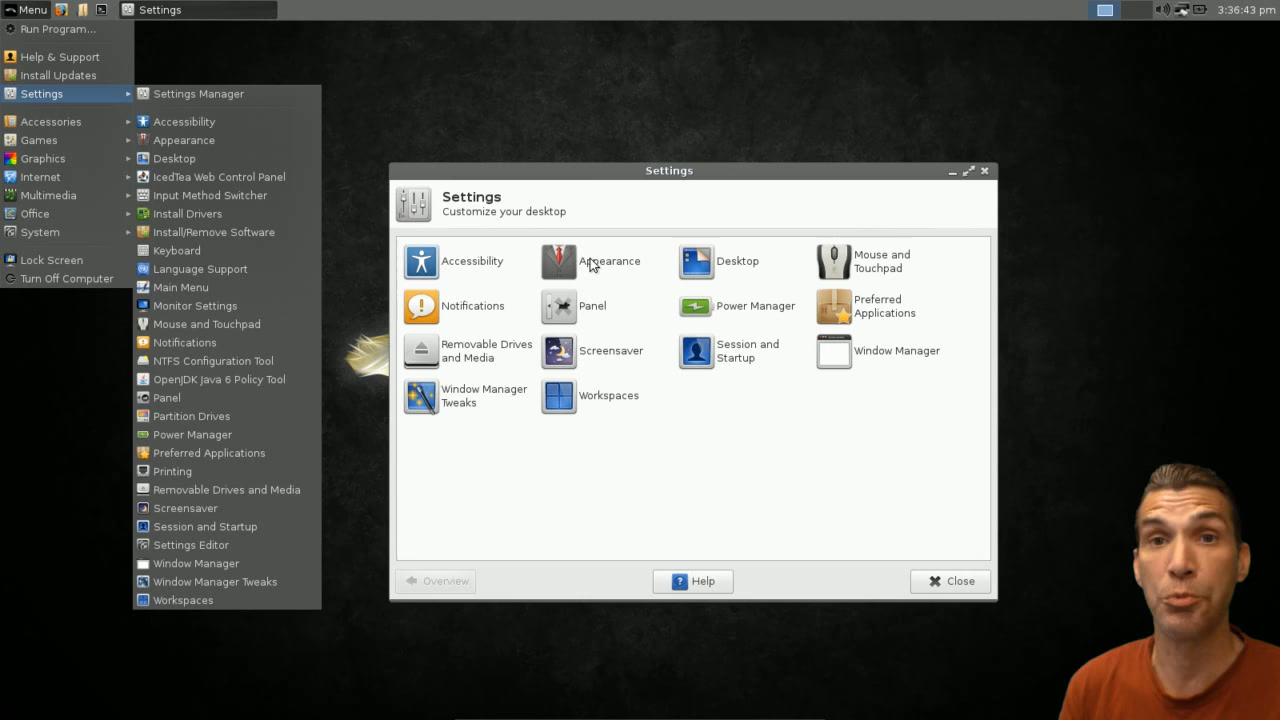 Menu
Settings
3:36:43 pm
Run Program...
Help & Support
Install Updates
Settings
Accessories
Games
Graphics
Internet
Multimedia
Office
System
Lock Screen
Turn Off Computer
Settings Manager
Accessibility
Appearance
Desktop
IcedTea Web Control Panel
Input Method Switcher
Install Drivers
Install/Remove Software
Keyboard
Language Support
Main Menu
Monitor Settings
Mouse and Touchpad
Notifications
NTFS Configuration Tool
OpenJDK Java 6 Policy Tool
Panel
Partition Drives
Power Manager
Preferred Applications
Printing
Removable Drives and Media
Screensaver
Session and Startup
Settings Editor
Window Manager
Window Manager Tweaks
Workspaces
Settings
Settings
Customize your desktop
Accessibility
Appearance
Desktop
Mouse and
Touchpad
Notifications
Panel
Power Manager
Preferred
Applications
Removable Drives
and Media
Screensaver
Session and
Startup
Window Manager
Window Manager
Tweaks
Workspaces
Overview
Help
Close